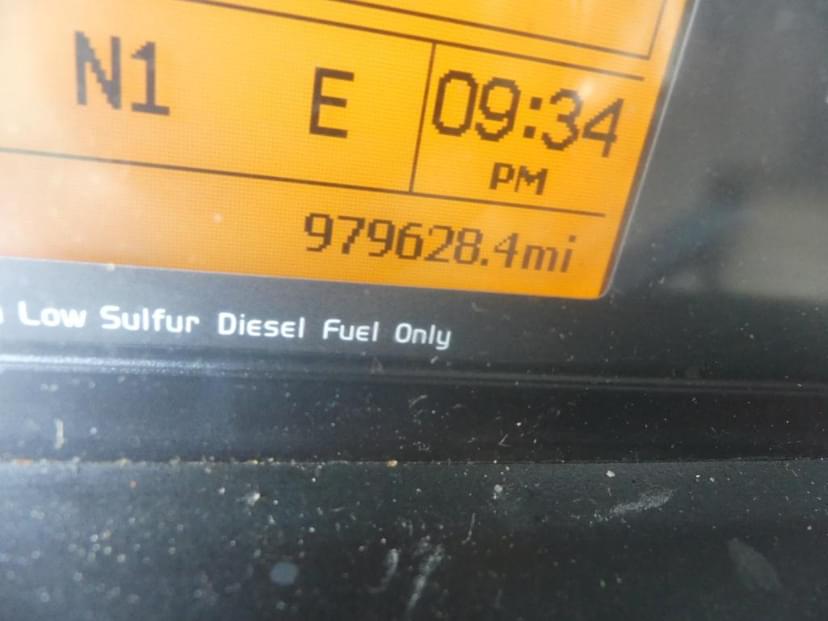 N1 E 09:34
PM
979628.4mi
Low Sulfur Diesel Fuel Only